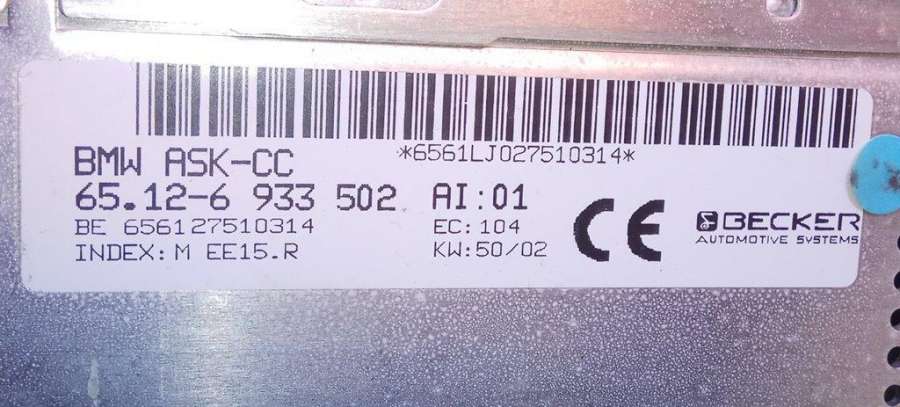 *6561LJ027510314*
BMW ASK-CC
65.12-6 933 502 AI:01
BE 656127510314 EC:104
INDEX:M EE15.R KW:50/02
CE
BECKER
AUTOMOTIVE SYSTEMS